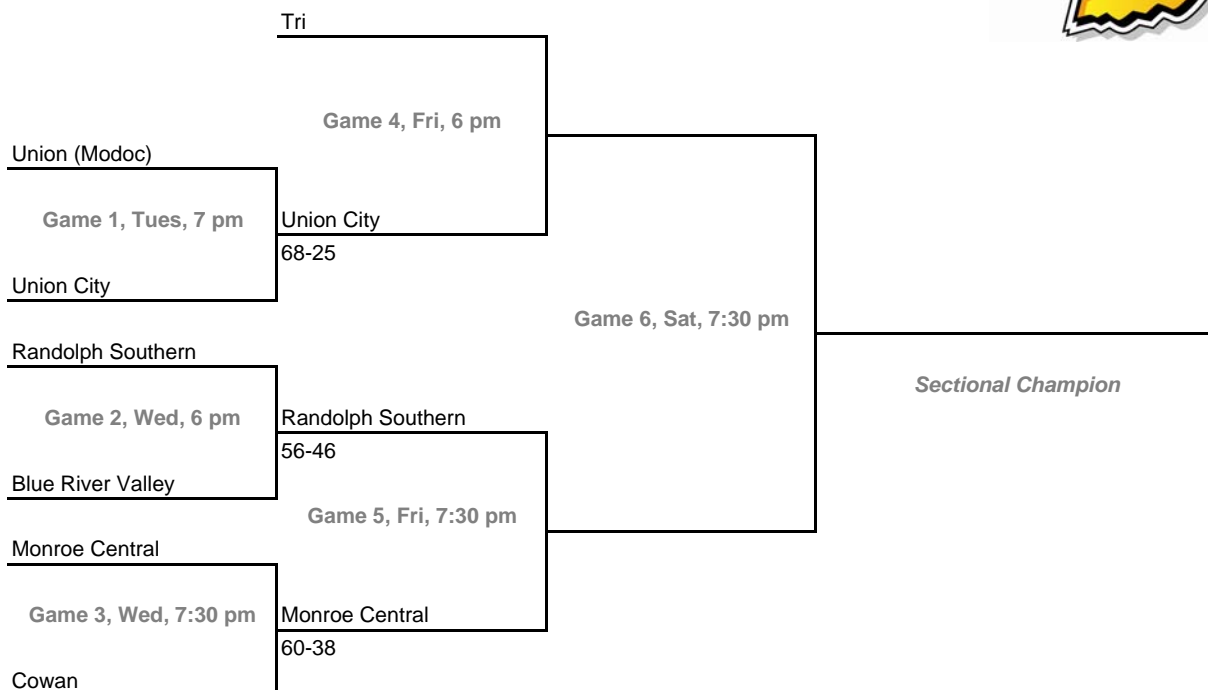 Tri
Game 4, Fri, 6 pm
Union (Modoc)
Game 1, Tues, 7 pm
Union City
68-25
Union City
Game 6, Sat, 7:30 pm
Randolph Southern
Sectional Champion
Game 2, Wed, 6 pm
Randolph Southern
56-46
Blue River Valley
Game 5, Fri, 7:30 pm
Monroe Central
Game 3, Wed, 7:30 pm
Monroe Central
60-38
Cowan